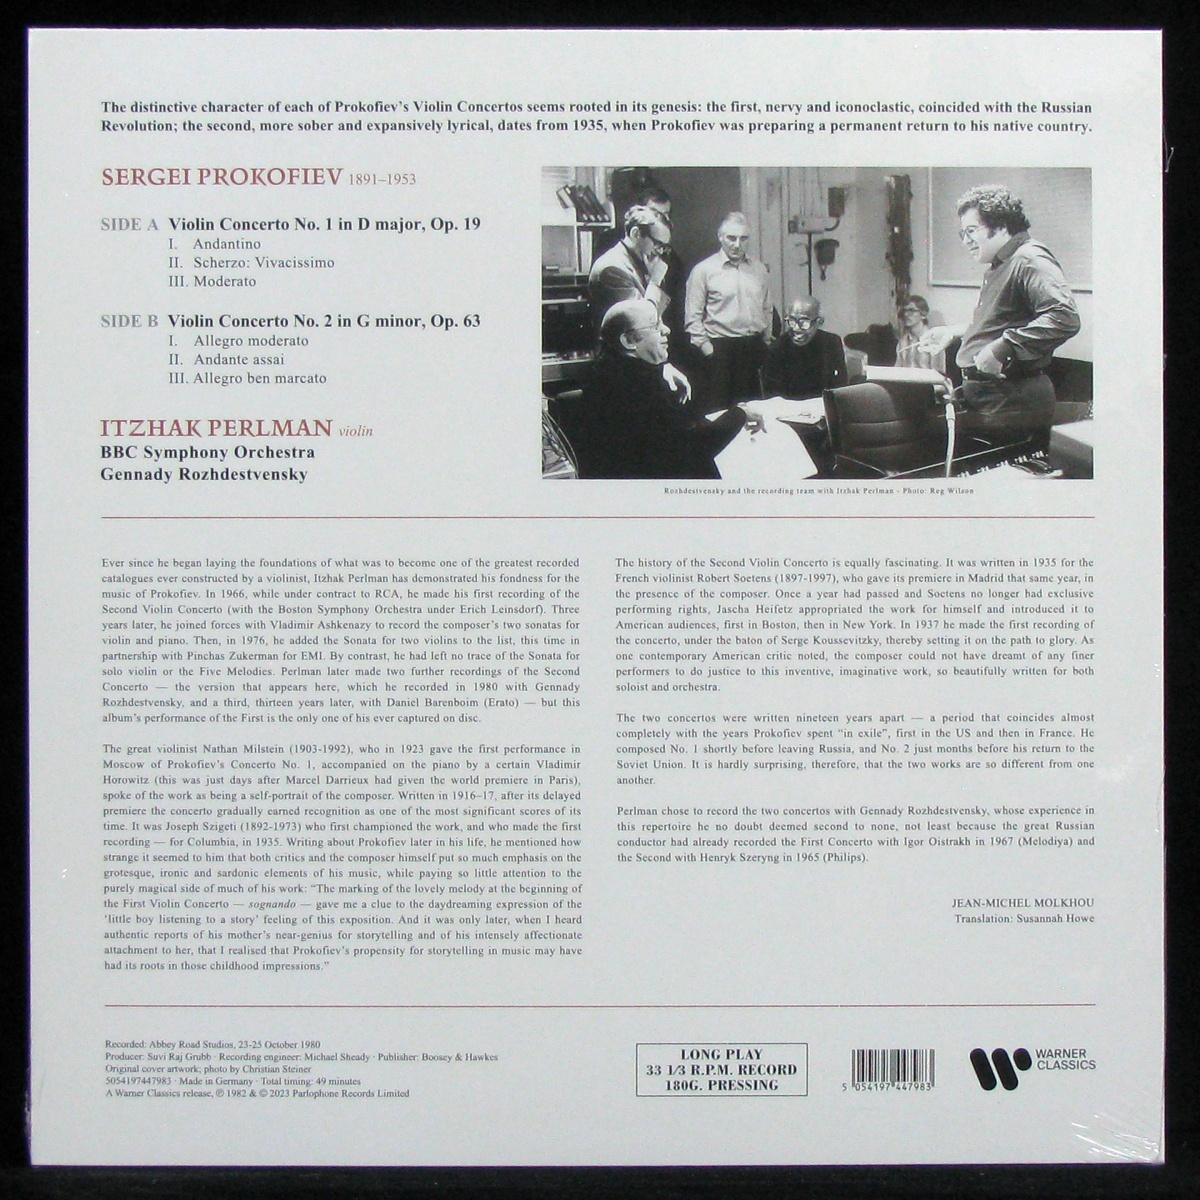 The distinctive character of each of Prokofiev's Violin Concertos seems rooted in its genesis: the first, nervy and iconoclastic, coincided with the Russian
Revolution; the second, more sober and expansively lyrical, dates from 1935, when Prokofiev was preparing a permanent return to his native country.
SERGEI PROKOFIEV 1891–1953
SIDE A Violin Concerto No. 1 in D major, Op. 19
I. Andantino
II. Scherzo: Vivacissimo
III. Moderato
SIDE B Violin Concerto No. 2 in G minor, Op. 63
I. Allegro moderato
II. Andante assai
III. Allegro ben marcato
ITZHAK PERLMAN violin
BBC Symphony Orchestra
Gennady Rozhdestvensky
Rozhdestvensky and the recording team with Itzhak Perlman - Photo: Reg Wilson
Ever since he began laying the foundations of what was to become one of the greatest recorded
catalogues ever constructed by a violinist, Itzhak Perlman has demonstrated his fondness for the
music of Prokofiev. In 1966, while under contract to RCA, he made his first recording of the
Second Violin Concerto (with the Boston Symphony Orchestra under Erich Leinsdorf). Three
years later, he joined forces with Vladimir Ashkenazy to record the composer's two sonatas for
violin and piano. Then, in 1976, he added the Sonata for two violins to the list, this time in
partnership with Pinchas Zukerman for EMI. By contrast, he had left no trace of the Sonata for
solo violin or the Five Melodies. Perlman later made two further recordings of the Second
Concerto — the version that appears here, which he recorded in 1980 with Gennady
Rozhdestvensky, and a third, thirteen years later, with Daniel Barenboim (Erato) — but this
album's performance of the First is the only one of his ever captured on disc.
The great violinist Nathan Milstein (1903-1992), who in 1923 gave the first performance in
Moscow of Prokofiev's Concerto No. 1, accompanied on the piano by a certain Vladimir
Horowitz (this was just days after Marcel Darrieux had given the world premiere in Paris),
spoke of the work as being a self-portrait of the composer. Written in 1916–17, after its delayed
premiere the concerto gradually earned recognition as one of the most significant scores of its
time. It was Joseph Szigeti (1892-1973) who first championed the work, and who made the first
recording — for Columbia, in 1935. Writing about Prokofiev later in his life, he mentioned how
strange it seemed to him that both critics and the composer himself put so much emphasis on the
grotesque, ironic and sardonic elements of his music, while paying so little attention to the
purely magical side of much of his work: "The marking of the lovely melody at the beginning of
the First Violin Concerto — sognando — gave me a clue to the daydreaming expression of the
'little boy listening to a story' feeling of this exposition. And it was only later, when I heard
authentic reports of his mother's near-genius for storytelling and of his intensely affectionate
attachment to her, that I realised that Prokofiev's propensity for storytelling in music may have
had its roots in those childhood impressions."
The history of the Second Violin Concerto is equally fascinating. It was written in 1935 for the
French violinist Robert Soetens (1897-1997), who gave its premiere in Madrid that same year, in
the presence of the composer. Once a year had passed and Soetens no longer had exclusive
performing rights, Jascha Heifetz appropriated the work for himself and introduced it to
American audiences, first in Boston, then in New York. In 1937 he made the first recording of
the concerto, under the baton of Serge Koussevitzky, thereby setting it on the path to glory. As
one contemporary American critic noted, the composer could not have dreamt of any finer
performers to do justice to this inventive, imaginative work, so beautifully written for both
soloist and orchestra.
The two concertos were written nineteen years apart — a period that coincides almost
completely with the years Prokofiev spent "in exile", first in the US and then in France. He
composed No. 1 shortly before leaving Russia, and No. 2 just months before his return to the
Soviet Union. It is hardly surprising, therefore, that the two works are so different from one
another.
Perlman chose to record the two concertos with Gennady Rozhdestvensky, whose experience in
this repertoire he no doubt deemed second to none, not least because the great Russian
conductor had already recorded the First Concerto with Igor Oistrakh in 1967 (Melodiya) and
the Second with Henryk Szeryng in 1965 (Philips).
JEAN-MICHEL MOLKHOU
Translation: Susannah Howe
Recorded: Abbey Road Studios, 23-25 October 1980
Producer: Suvi Raj Grubb · Recording engineer: Michael Sheady · Publisher: Boosey & Hawkes
Original cover artwork; photo by Christian Steiner
5054197447983 · Made in Germany · Total timing: 49 minutes
A Warner Classics release, ℗ 1982 & © 2023 Parlophone Records Limited
LONG PLAY
33 1/3 R.P.M. RECORD
180G. PRESSING
5 054197 447983
WARNER
CLASSICS